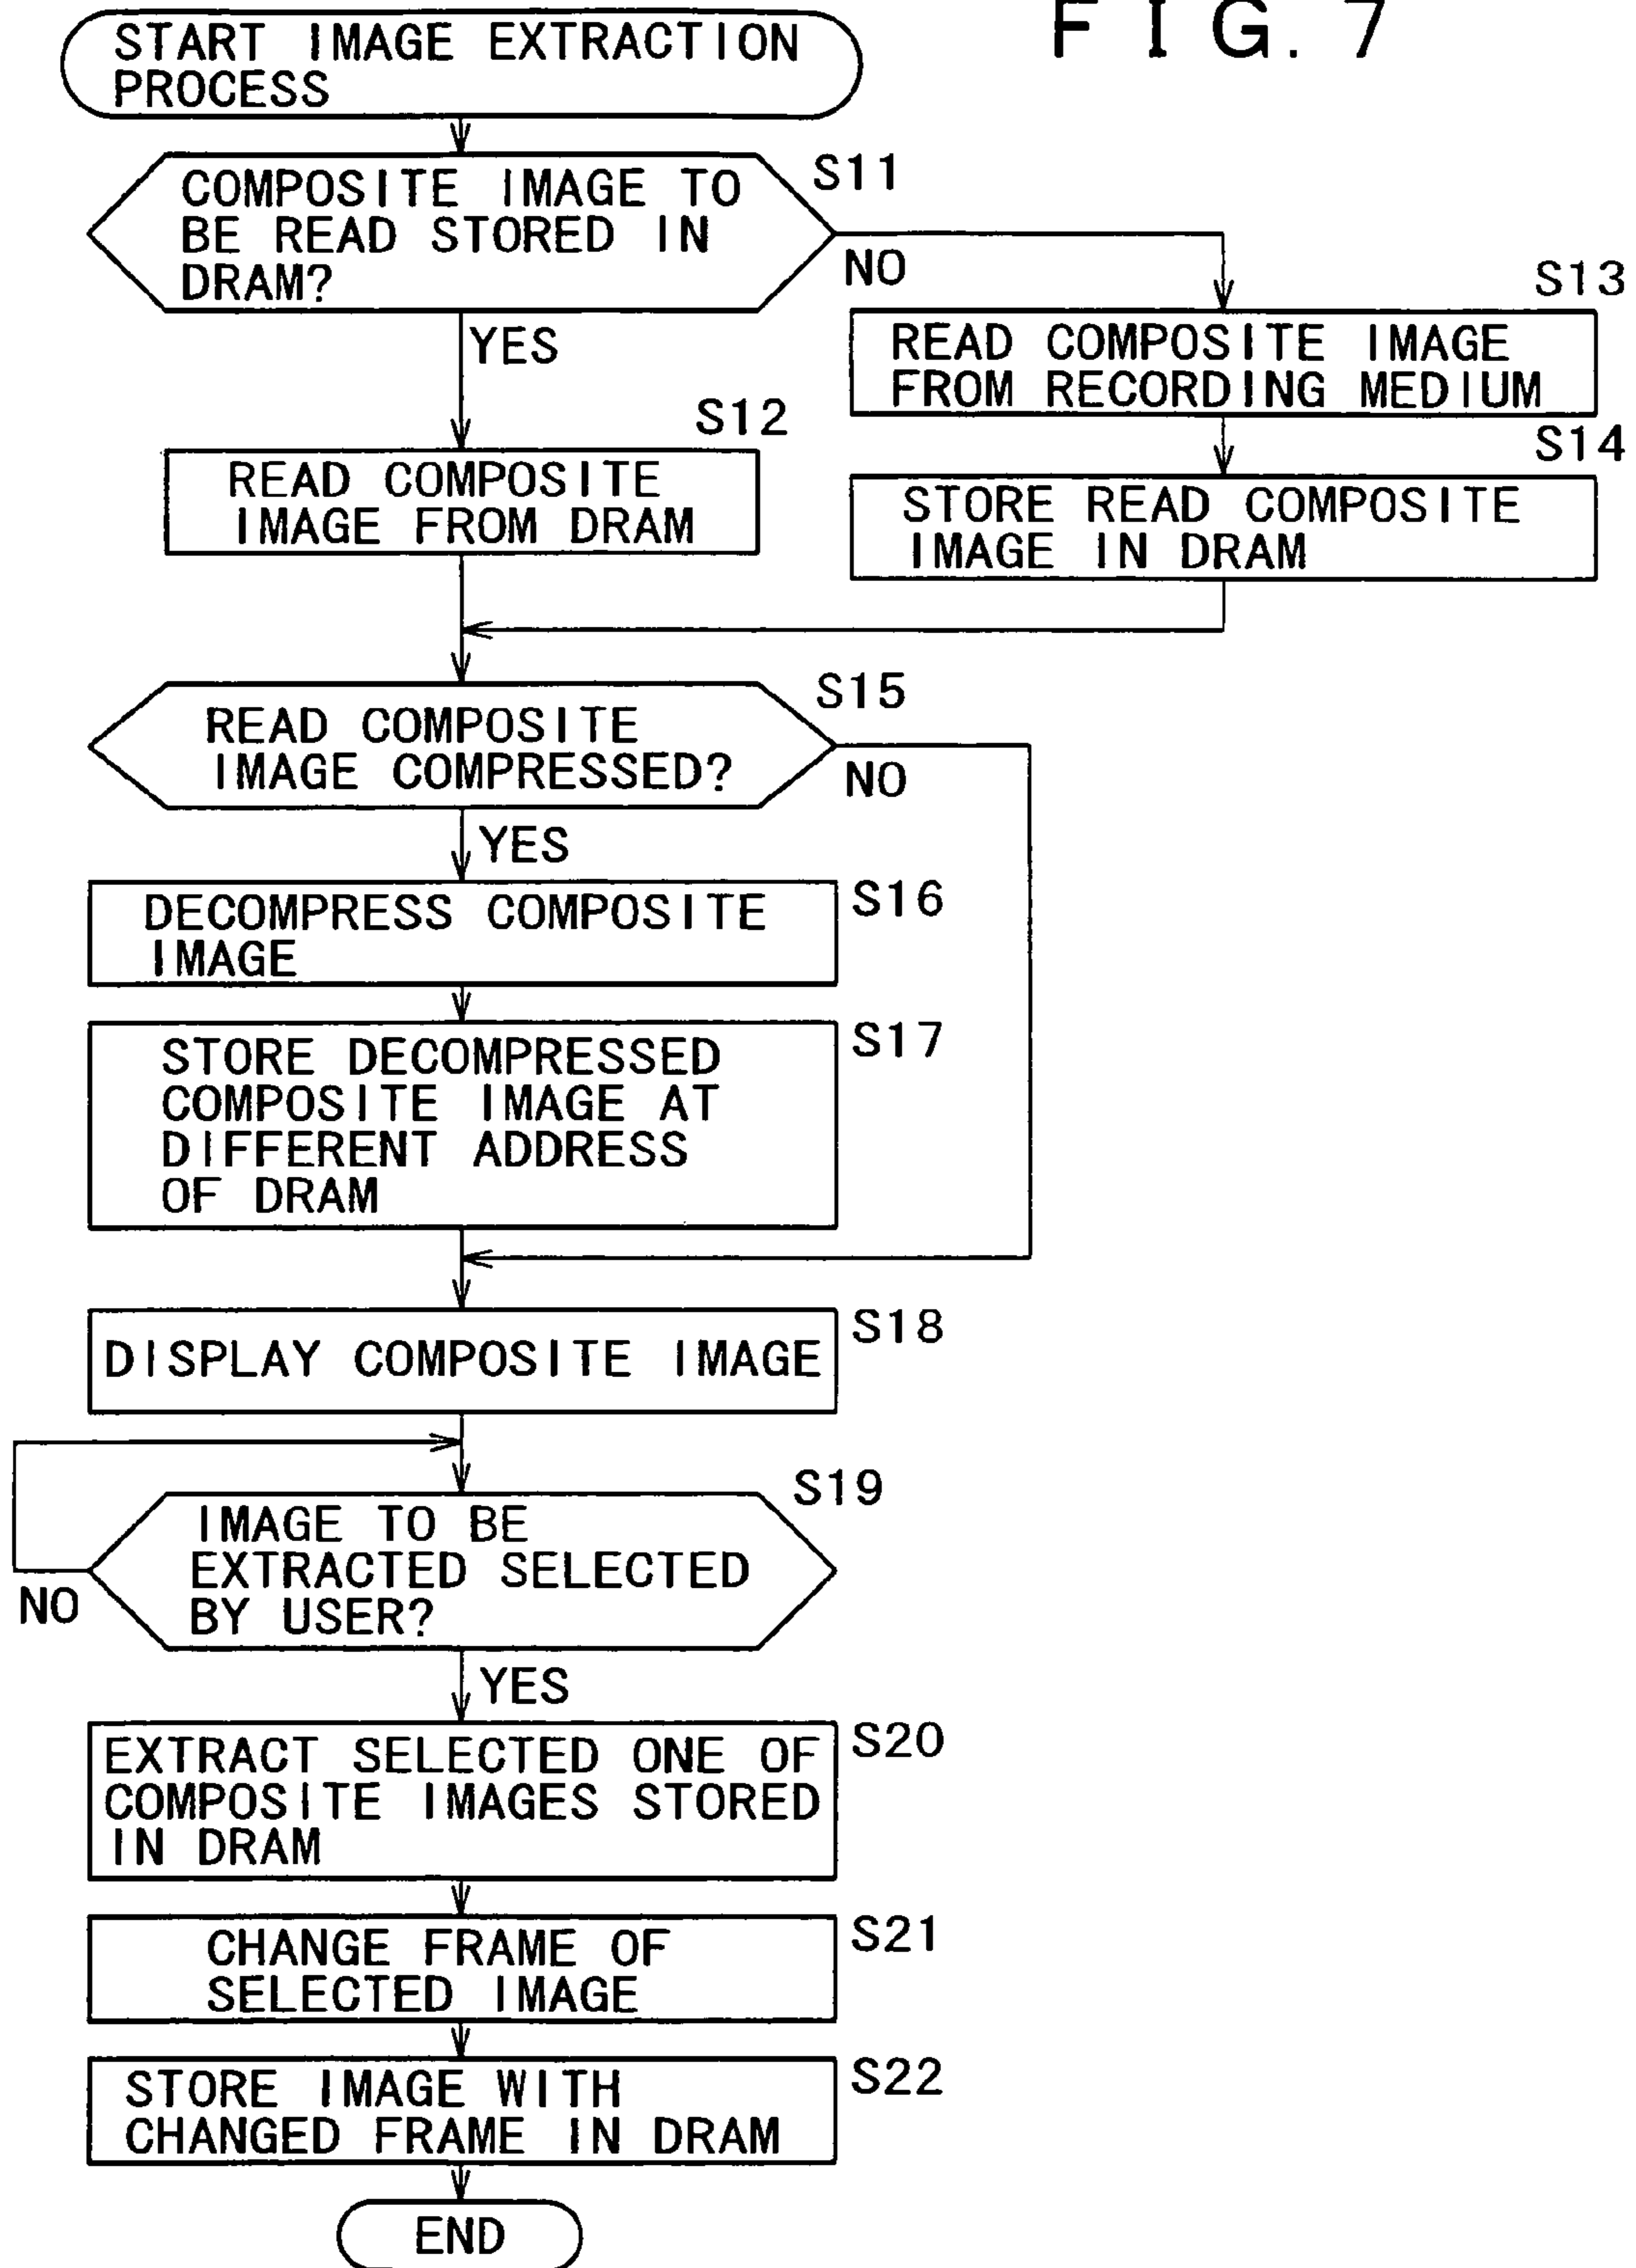 FIG. 7
START IMAGE EXTRACTION
PROCESS
S11
COMPOSITE IMAGE TO
BE READ STORED IN
DRAM?
NO
YES
S13
READ COMPOSITE IMAGE
FROM RECORDING MEDIUM
S12
READ COMPOSITE
IMAGE FROM DRAM
S14
STORE READ COMPOSITE
IMAGE IN DRAM
S15
READ COMPOSITE
IMAGE COMPRESSED?
NO
YES
S16
DECOMPRESS COMPOSITE
IMAGE
S17
STORE DECOMPRESSED
COMPOSITE IMAGE AT
DIFFERENT ADDRESS
OF DRAM
S18
DISPLAY COMPOSITE IMAGE
S19
IMAGE TO BE
EXTRACTED SELECTED
BY USER?
NO
YES
S20
EXTRACT SELECTED ONE OF
COMPOSITE IMAGES STORED
IN DRAM
S21
CHANGE FRAME OF
SELECTED IMAGE
S22
STORE IMAGE WITH
CHANGED FRAME IN DRAM
END